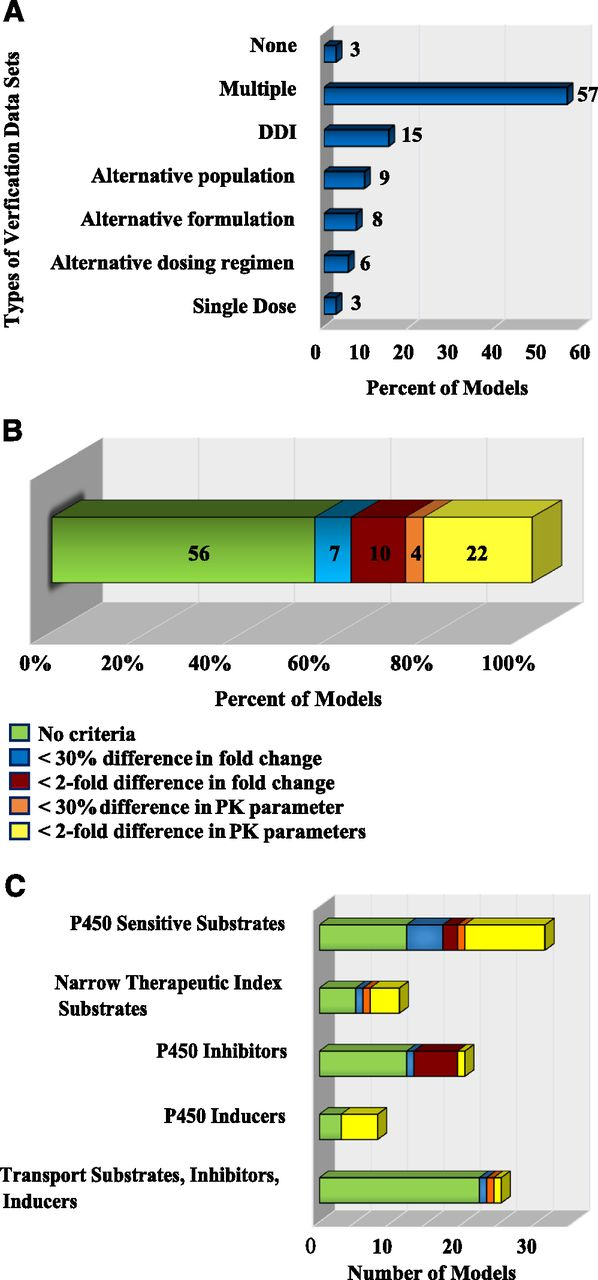 A
Types of Verfication Data Sets
None
3
Multiple
57
DDI
15
Alternative population
9
Alternative formulation
8
Alternative dosing regimen
6
Single Dose
3
0 10 20 30 40 50 60
Percent of Models
B
56 7 10 4 22
0% 20% 40% 60% 80% 100%
Percent of Models
No criteria
< 30% difference in fold change
< 2-fold difference in fold change
< 30% difference in PK parameter
< 2-fold difference in PK parameters
C
P450 Sensitive Substrates
Narrow Therapeutic Index
Substrates
P450 Inhibitors
P450 Inducers
Transport Substrates, Inhibitors,
Inducers
0 10 20 30
Number of Models